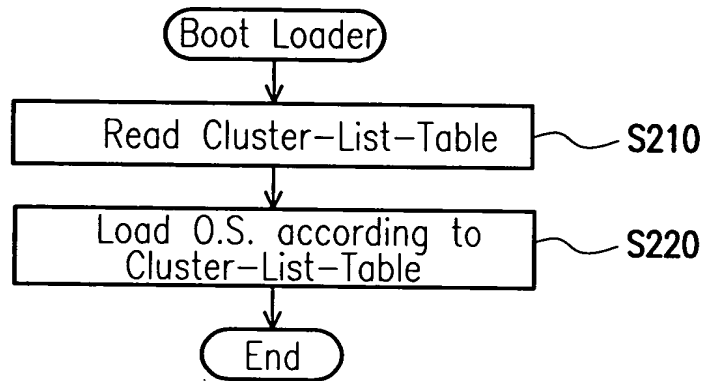 Boot Loader
Read Cluster-List-Table
S210
Load O.S. according to
Cluster-List-Table
S220
End